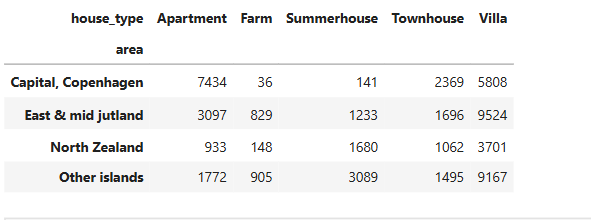 house_type Apartment Farm Summerhouse Townhouse Villa
area
Capital, Copenhagen 7434 36 141 2369 5808
East & mid jutland 3097 829 1233 1696 9524
North Zealand 933 148 1680 1062 3701
Other islands 1772 905 3089 1495 9167